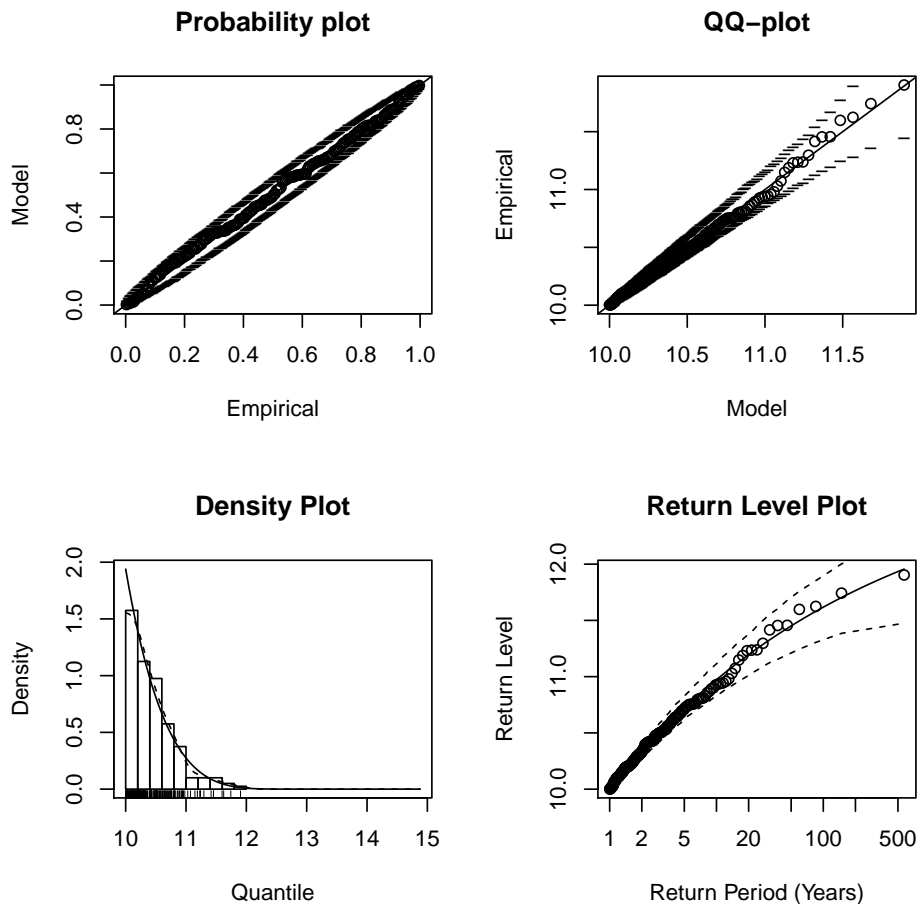 Probability plot
Model
0.0 0.4 0.8
0.0 0.2 0.4 0.6 0.8 1.0
Empirical
QQ−plot
Empirical
10.0 11.0
10.0 10.5 11.0 11.5
Model
Density Plot
Density
0.0 0.5 1.0 1.5 2.0
10 11 12 13 14 15
Quantile
Return Level Plot
Return Level
10.0 11.0 12.0
1 2 5 20 100 500
Return Period (Years)